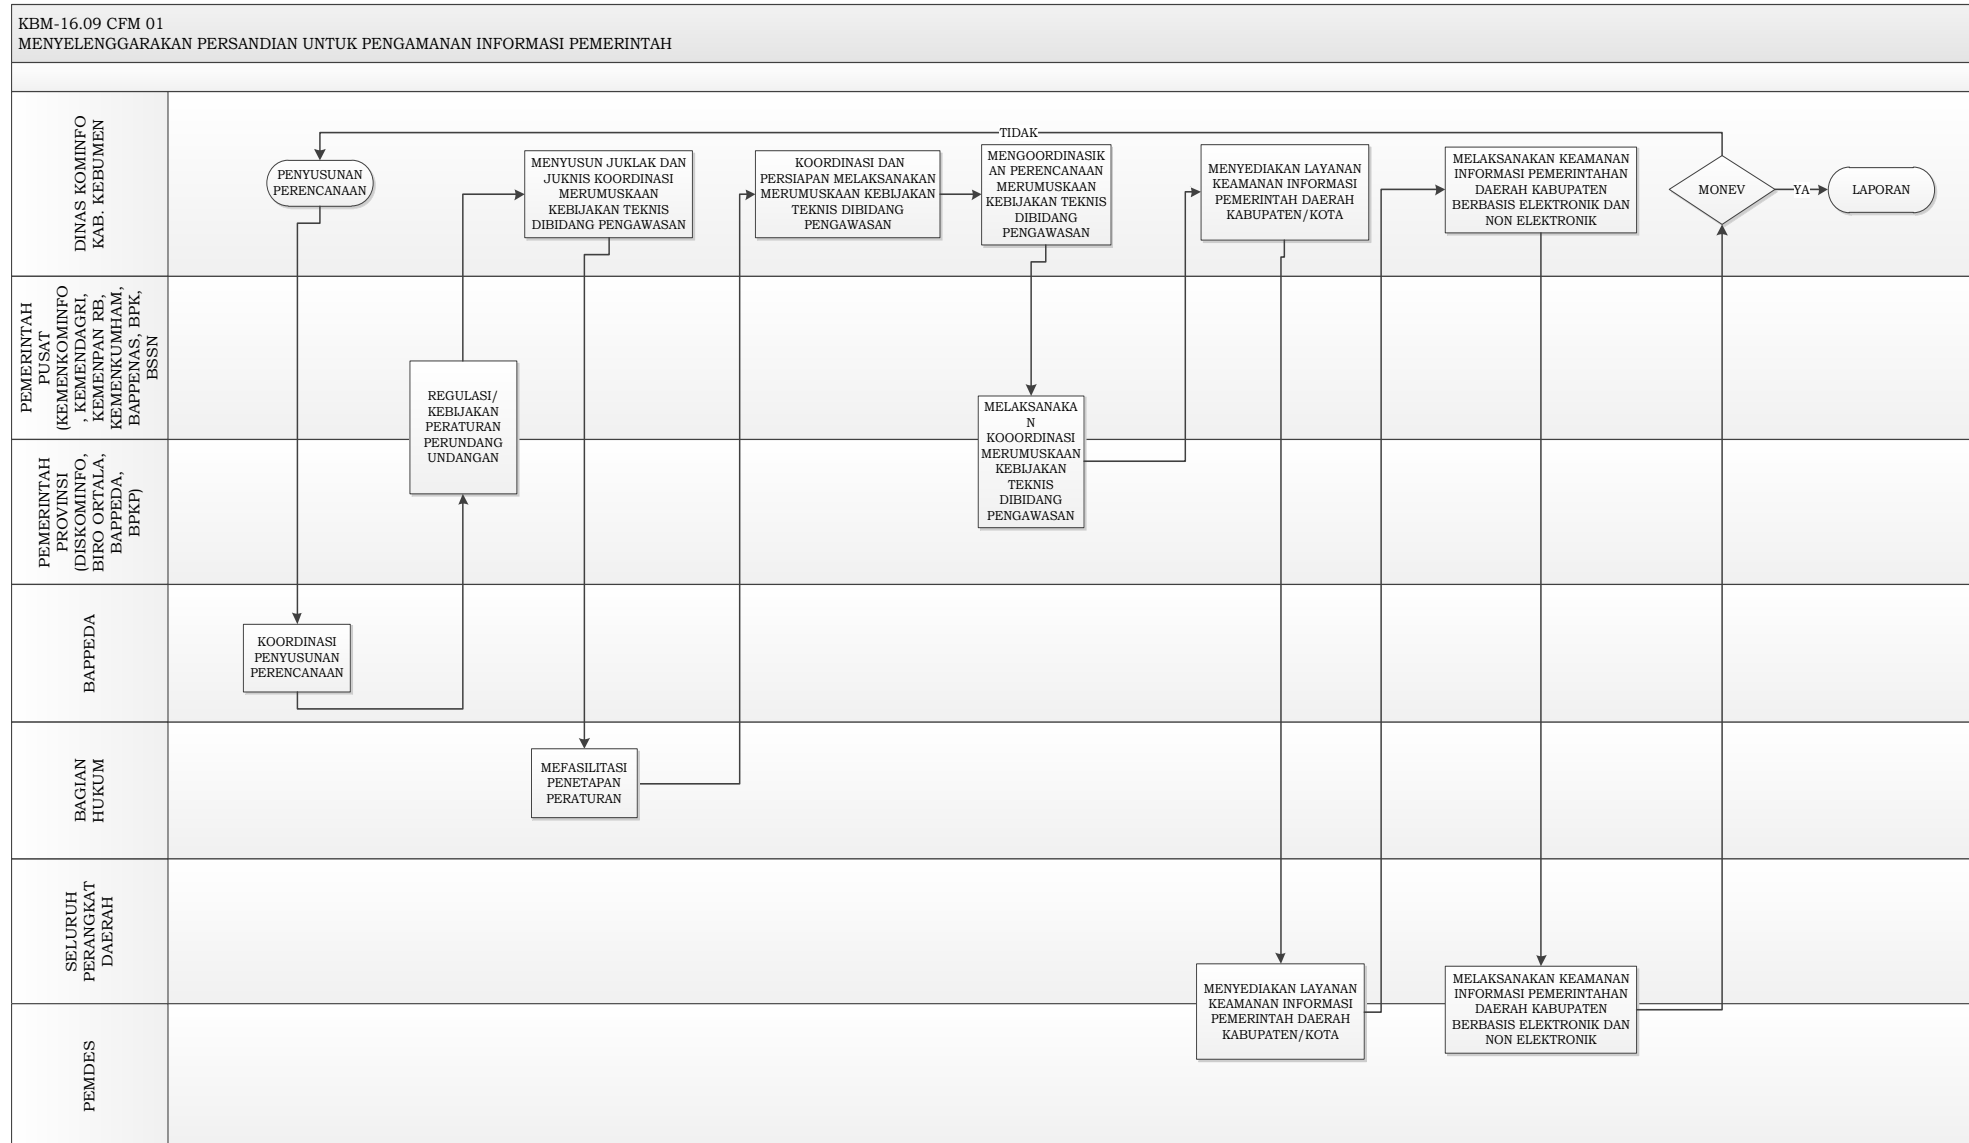 KBM-16.09 CFM 01
MENYELENGGARAKAN PERSANDIAN UNTUK PENGAMANAN INFORMASI PEMERINTAH
DINAS KOMINFO
KAB. KEBUMEN
TIDAK
PENYUSUNAN
PERENCANAAN
MENYUSUN JUKLAK DAN
JUKNIS KOORDINASI
MERUMUSKAAN
KEBIJAKAN TEKNIS
DIBIDANG PENGAWASAN
KOORDINASI DAN
PERSIAPAN MELAKSANAKAN
MERUMUSKAAN KEBIJAKAN
TEKNIS DIBIDANG
PENGAWASAN
MENGOORDINASIK
AN PERENCANAAN
MERUMUSKAAN
KEBIJAKAN TEKNIS
DIBIDANG
PENGAWASAN
MENYEDIAKAN LAYANAN
KEAMANAN INFORMASI
PEMERINTAH DAERAH
KABUPATEN/KOTA
MELAKSANAKAN KEAMANAN
INFORMASI PEMERINTAHAN
DAERAH KABUPATEN
BERBASIS ELEKTRONIK DAN
NON ELEKTRONIK
MONEV
YA
LAPORAN
PEMERINTAH
PUSAT
(KEMENKOMINFO
, KEMENDAGRI,
KEMENPAN RB,
KEMENKUMHAM,
BAPPENAS, BPK,
BSSN
REGULASI/
KEBIJAKAN
PERATURAN
PERUNDANG
UNDANGAN
MELAKSANAKA
N
KOOORDINASI
MERUMUSKAAN
KEBIJAKAN
TEKNIS
DIBIDANG
PENGAWASAN
PEMERINTAH
PROVINSI
(DISKOMINFO,
BIRO ORTALA,
BAPPEDA,
BPKP)
BAPPEDA
KOORDINASI
PENYUSUNAN
PERENCANAAN
BAGIAN
HUKUM
MEFASILITASI
PENETAPAN
PERATURAN
SELURUH
PERANGKAT
DAERAH
MENYEDIAKAN LAYANAN
KEAMANAN INFORMASI
PEMERINTAH DAERAH
KABUPATEN/KOTA
MELAKSANAKAN KEAMANAN
INFORMASI PEMERINTAHAN
DAERAH KABUPATEN
BERBASIS ELEKTRONIK DAN
NON ELEKTRONIK
PEMDES